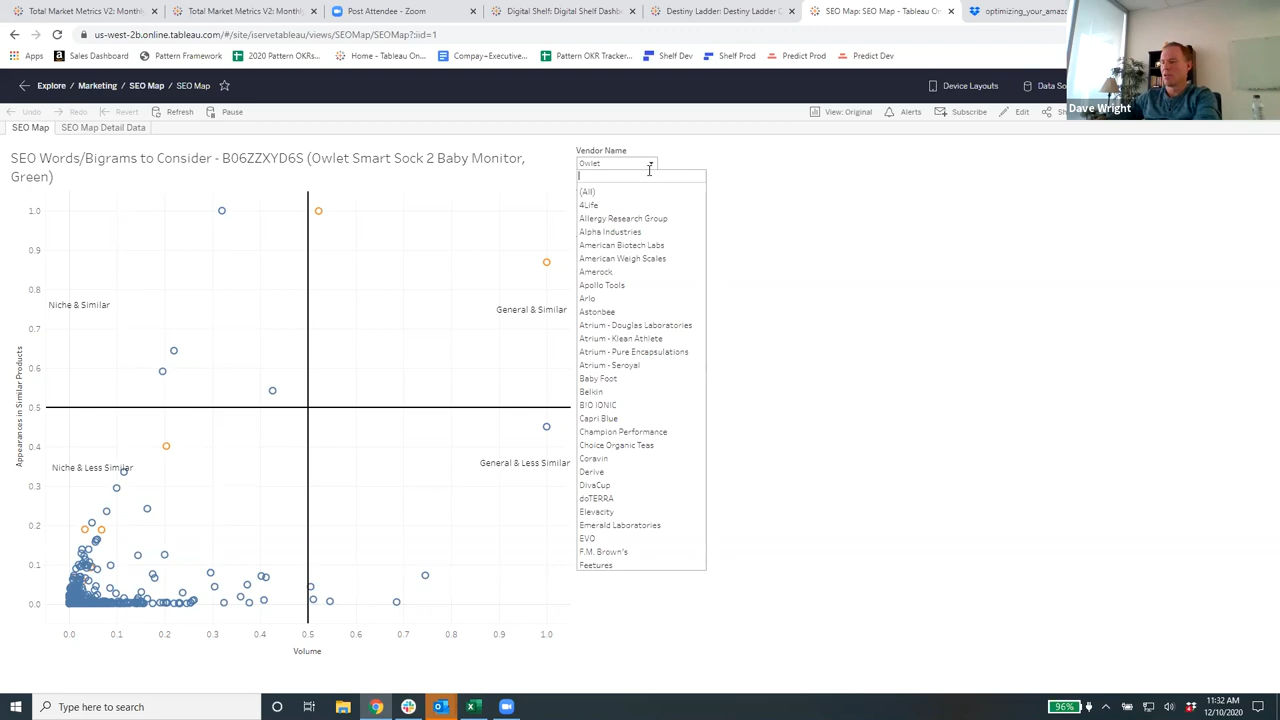 Total Market Metrics V2: Monthl
Total Market Metrics V2: Monthl
Post Attendee - Zoom
Digital Shelf: Digital Shelf Dashb
Destiny Ladder: Destiny Ladder D
SEO Map: SEO Map - Tableau On
optimizing_your_amazo
us-west-2b.online.tableau.com/#/site/iservetableau/views/SEOMap/SEOMap?:iid=1
Apps
Sales Dashboard
Pattern Framework
2020 Pattern OKRs...
Home - Tableau Onl...
Compay+Executive...
Pattern OKR Tracker...
Shelf Dev
Shelf Prod
Predict Prod
Predict Dev
Explore / Marketing / SEO Map / SEO Map
Device Layouts
Data So
Dave Wright
Undo
Redo
Revert
Refresh
Pause
View: Original
Alerts
Subscribe
Edit
Sh
SEO Map
SEO Map Detail Data
SEO Words/Bigrams to Consider - B06ZZXYD6S (Owlet Smart Sock 2 Baby Monitor,
Green)
Vendor Name
Owlet
(All)
4Life
Allergy Research Group
Alpha Industries
American Biotech Labs
American Weigh Scales
Amerock
Apollo Tools
Arlo
Astonbee
Atrium - Douglas Laboratories
Atrium - Klean Athlete
Atrium - Pure Encapsulations
Atrium - Seroyal
Baby Foot
Belkin
BIO IONIC
Capri Blue
Champion Performance
Choice Organic Teas
Coravin
Derive
DivaCup
doTERRA
Elevacity
Emerald Laboratories
EVO
F.M. Brown's
Feetures
Appearances in Similar Products
1.0
0.9
0.8
0.7
0.6
0.5
0.4
0.3
0.2
0.1
0.0
Niche & Similar
General & Similar
Niche & Less Similar
General & Less Similar
0.0
0.1
0.2
0.3
0.4
0.5
0.6
0.7
0.8
0.9
1.0
Volume
Type here to search
96%
11:32 AM
12/10/2020